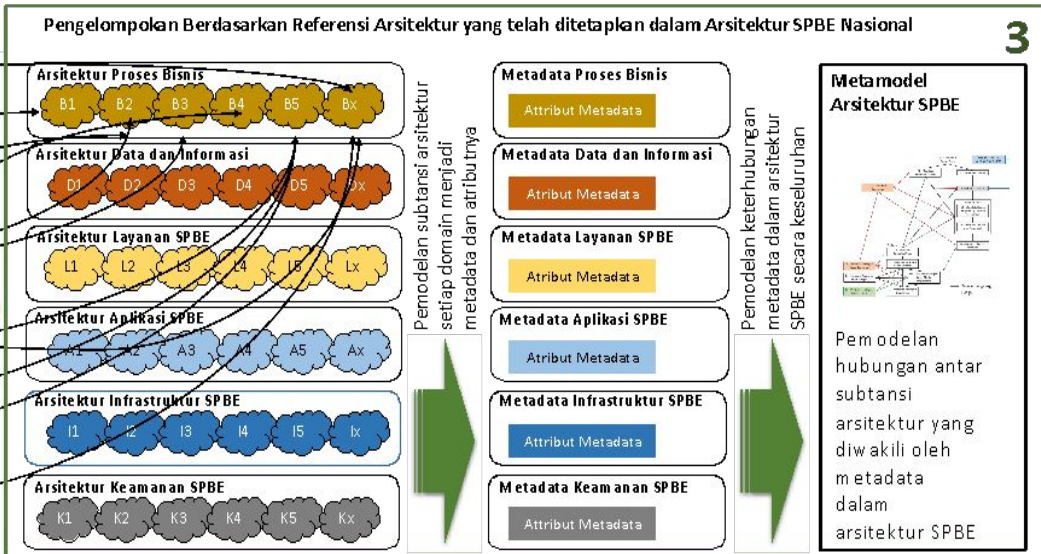 Pengelompokan Berdasarkan Referensi Arsitektur yang telah ditetapkan dalam Arsitektur SPBE Nasional
3
Arsitektur Proses Bisnis
B1 B2 B3 B4 B5 Bx
Arsitektur Data dan Informasi
D1 D2 D3 D4 D5 Dx
Arsitektur Layanan SPBE
L1 L2 L3 L4 L5 Lx
Arsitektur Aplikasi SPBE
A1 A2 A3 A4 A5 Ax
Arsitektur Infrastruktur SPBE
I1 I2 I3 I4 I5 Ix
Arsitektur Keamanan SPBE
K1 K2 K3 K4 K5 Kx
Pemodelan subtansi arsitektur
setiap domain menjadi
metadata dan atributnya
Metadata Proses Bisnis
Attribut Metadata
Metadata Data dan Informasi
Atribut Metadata
Metadata Layanan SPBE
Atribut Metadata
Metadata Aplikasi SPBE
Atribut Metadata
Metadata Infrastruktur SPBE
Attribut Metadata
Metadata Keamanan SPBE
Attribut Metadata
Pemodelan keterhubungan
metadata dalam arsitektur
SPBE secara keseluruhan
Metamodel
Arsitektur SPBE
Pemodelan
hubungan antar
subtansi
arsitektur yang
diwakili oleh
metadata
dalam
arsitektur SPBE